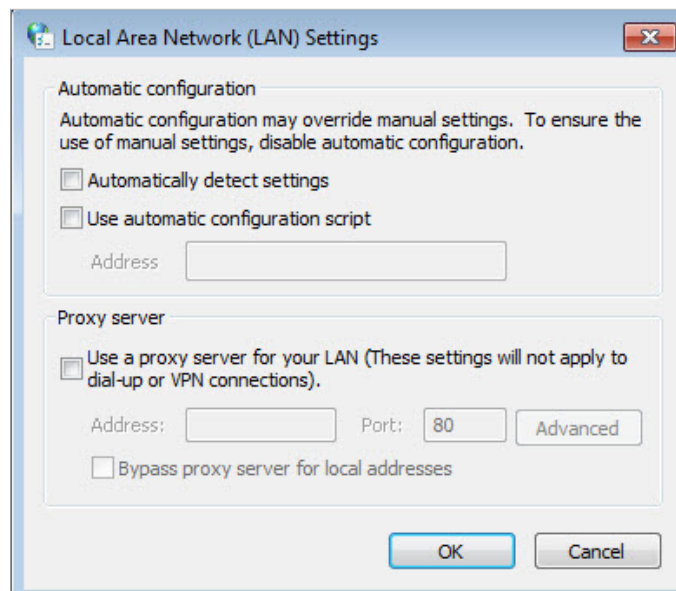 Local Area Network (LAN) Settings
Automatic configuration
Automatic configuration may override manual settings.  To ensure the
use of manual settings, disable automatic configuration.
Automatically detect settings
Use automatic configuration script
Address
Proxy server
Use a proxy server for your LAN (These settings will not apply to
dial-up or VPN connections).
Address:
Port:
80
Advanced
Bypass proxy server for local addresses
OK
Cancel